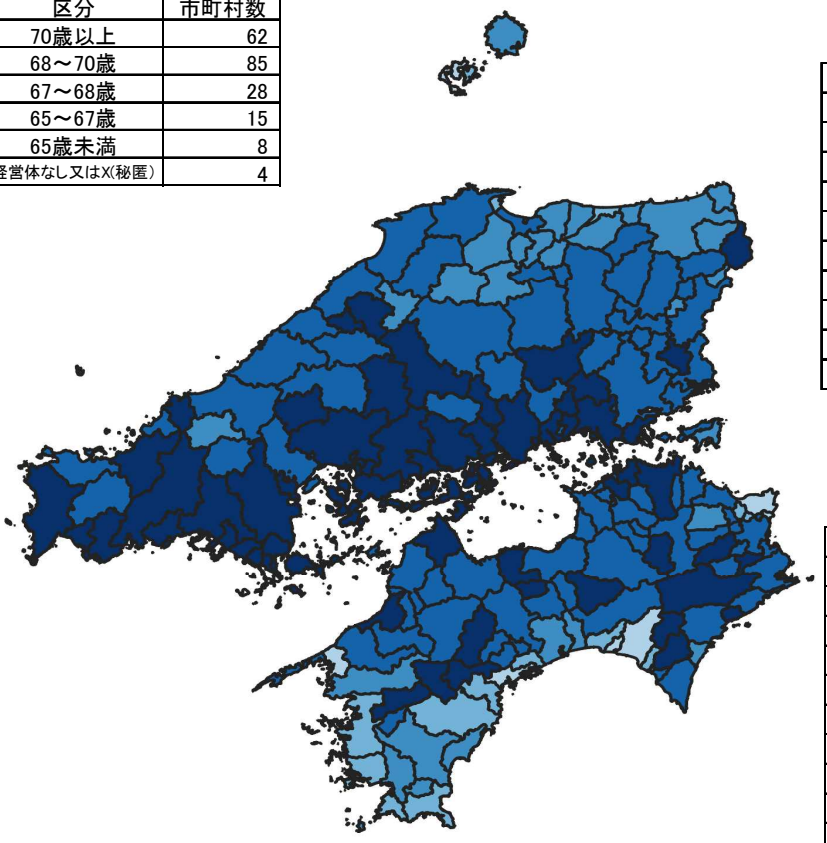 区分 市町村数
70歳以上 62
68～70歳 85
67～68歳 28
65～67歳 15
65歳未満 8
経営体なし又はX(秘匿) 4